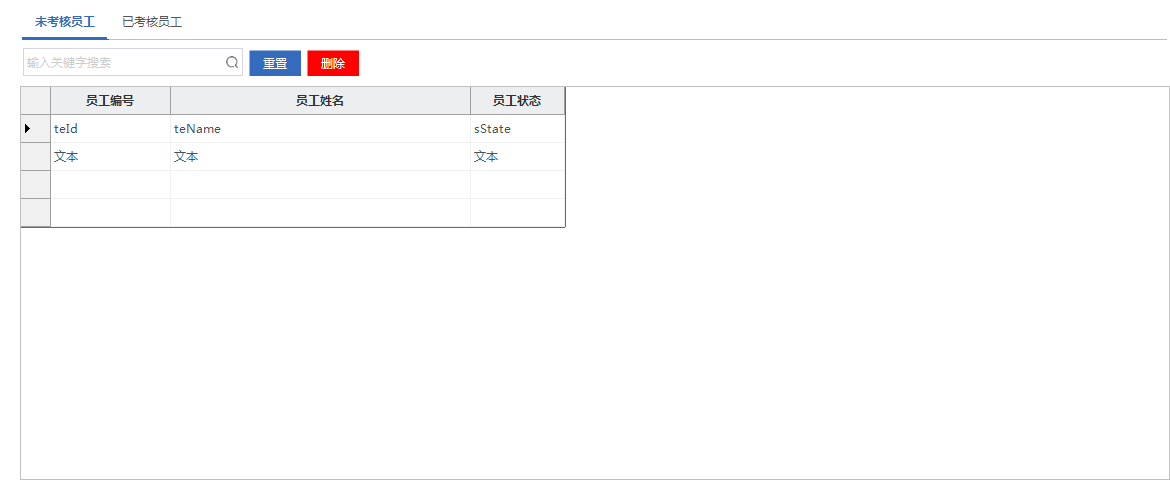 未考核员工 已考核员工
输入关键字搜索 重置 删除
员工编号 员工姓名 员工状态
teId teName sState
文本 文本 文本